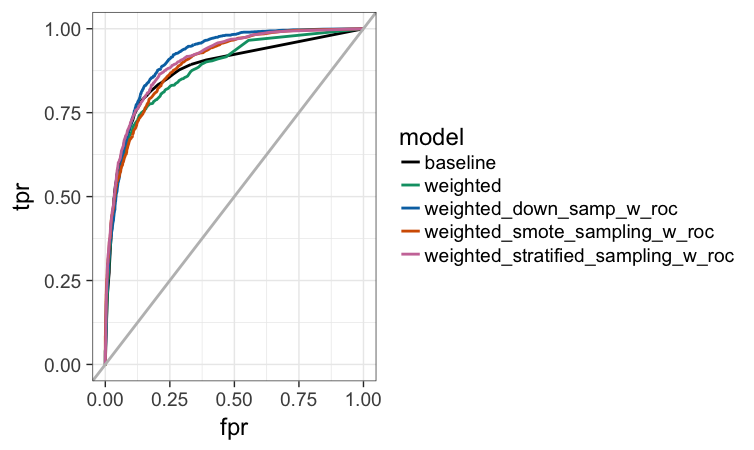 1.00
0.75
0.50
0.25
0.00
tpr
0.00 0.25 0.50 0.75 1.00
fpr
model
baseline
weighted
weighted_down_samp_w_roc
weighted_smote_sampling_w_roc
weighted_stratified_sampling_w_roc